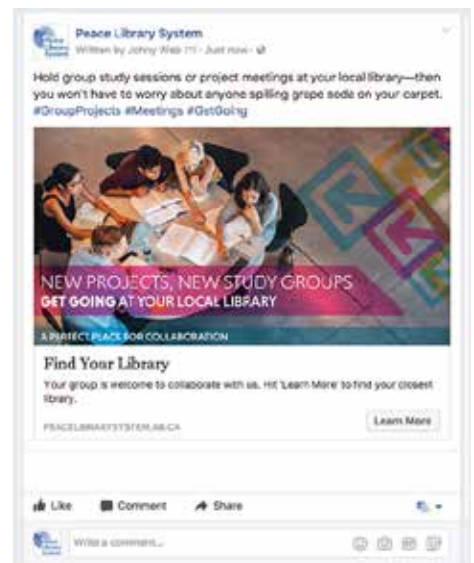 Peace Library System
Written by Johny Web [?] · Just now ·
Hold group study sessions or project meetings at your local library—then
you won't have to worry about anyone spilling grape soda on your carpet.
#GroupProjects #Meetings #GetGoing
NEW PROJECTS, NEW STUDY GROUPS
GET GOING AT YOUR LOCAL LIBRARY
A PERFECT PLACE FOR COLLABORATION
Find Your Library
Your group is welcome to collaborate with us. Hit 'Learn More' to find your closest
library.
PEACELIBRARYSYSTEM.AB.CA
Learn More
Like Comment Share
Peace
Library
System
Write a comment...